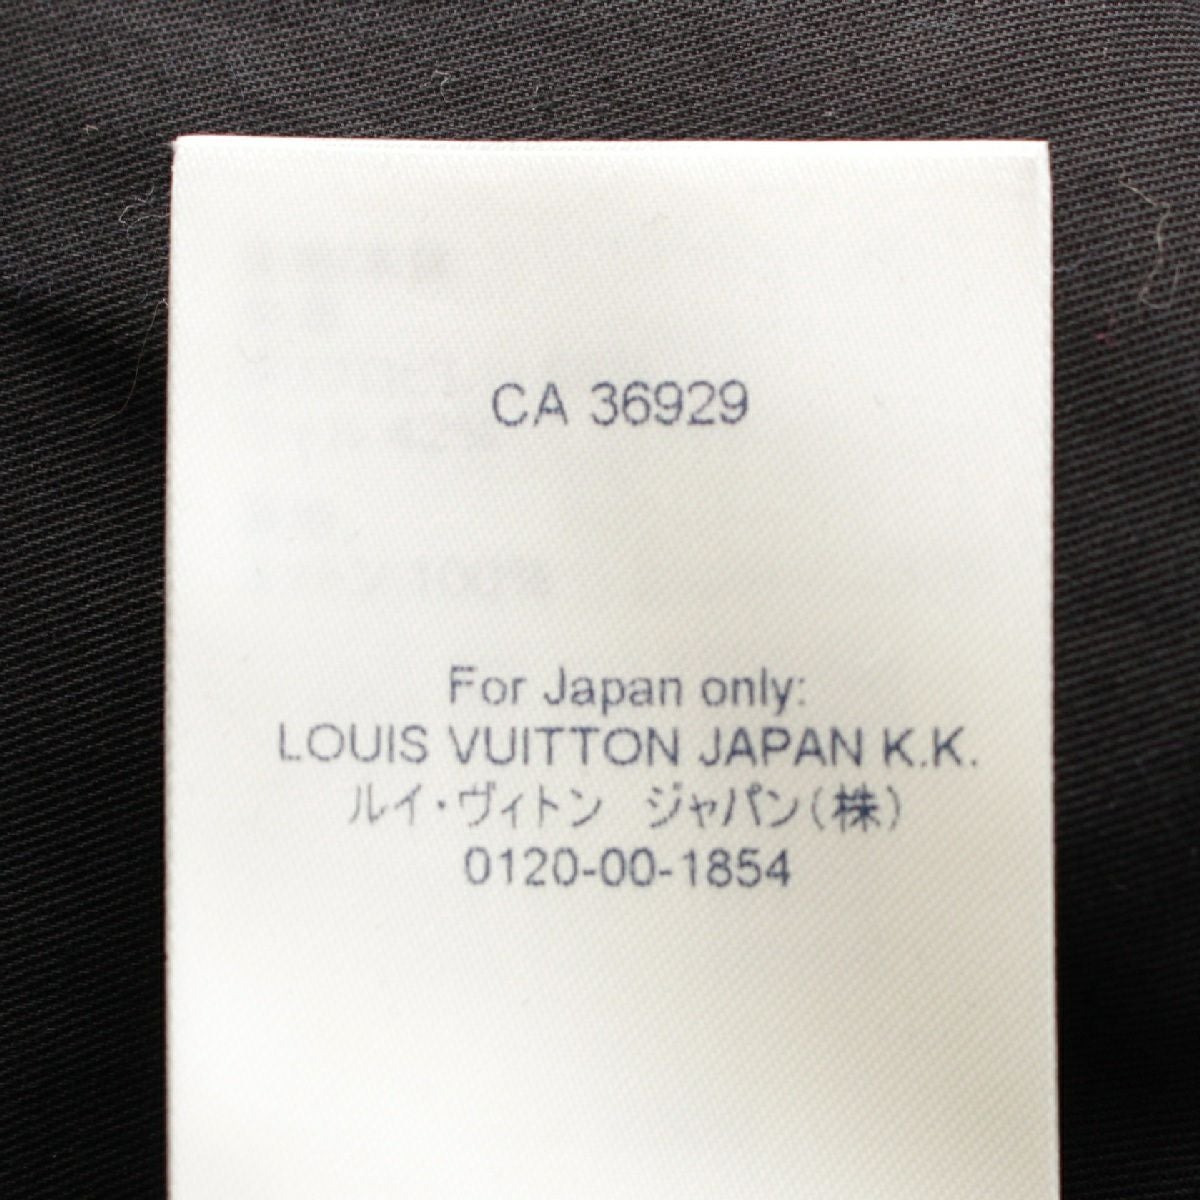 CA 36929
For Japan only:
LOUIS VUITTON JAPAN K.K.
ルイ・ヴィトン ジャパン(株)
0120-00-1854